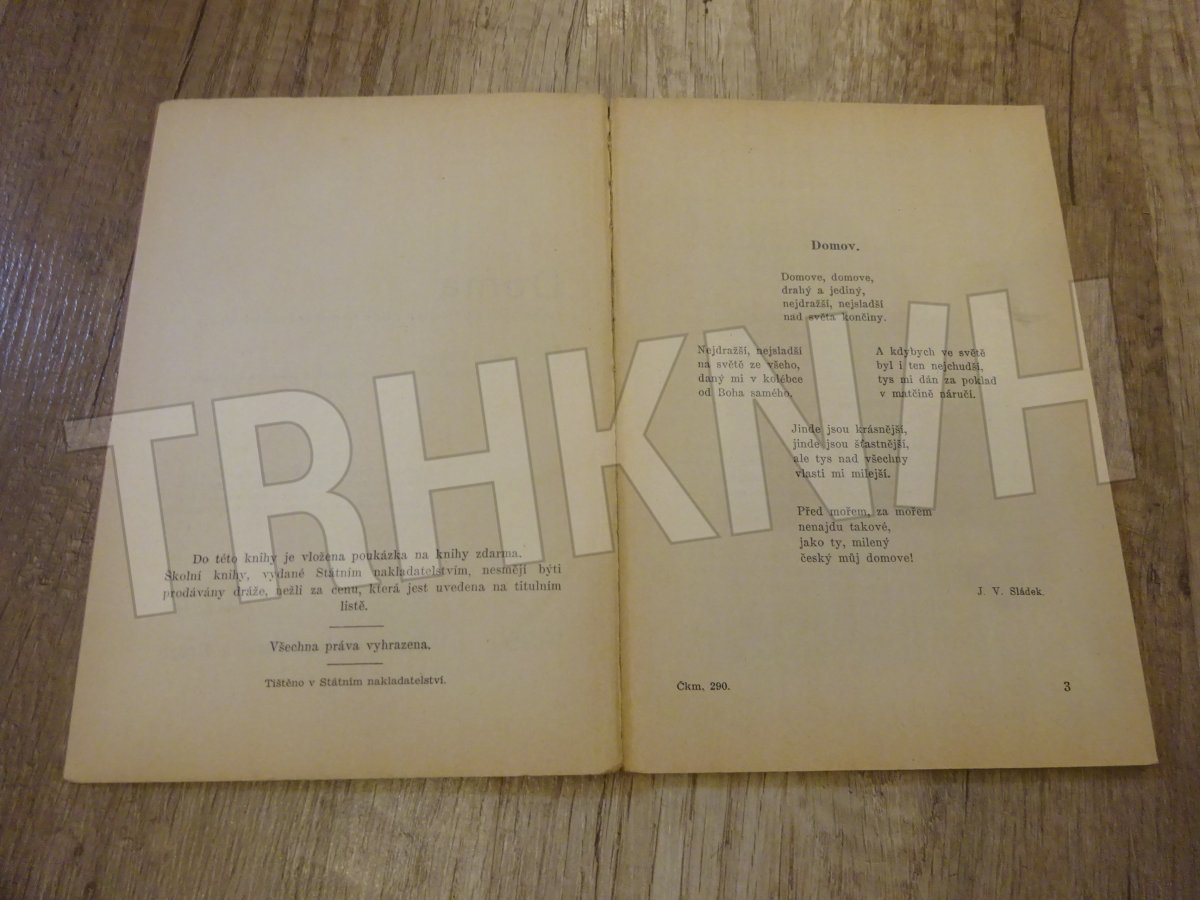 Do této knihy je vložena poukázka na knihy zdarma.
Školní knihy, vydané Státním nakladatelstvím, nesmějí býti
prodávány dráže, nežli za cenu, která jest uvedena na titulním
listě.
Všechna práva vyhrazena.
Tištěno v Státním nakladatelství.
Domov.
Domove, domove,
drahý a jediný,
nejdražší, nejsladší
nad světa končiny.
Nejdražší, nejsladší
na světě ze všeho,
daný mi v kolébce
od Boha samého.
A kdybych ve světě
byl i ten nejchudší,
tys mi dán za poklad
v matčině náručí.
Jinde jsou krásnější,
jinde jsou šťastnější,
ale tys nad všechny
vlasti mi milejší.
Před mořem, za mořem
nenajdu takové,
jako ty, milený
český můj domove!
J. V. Sládek.
Čkm, 290.
3
TRHKNIH